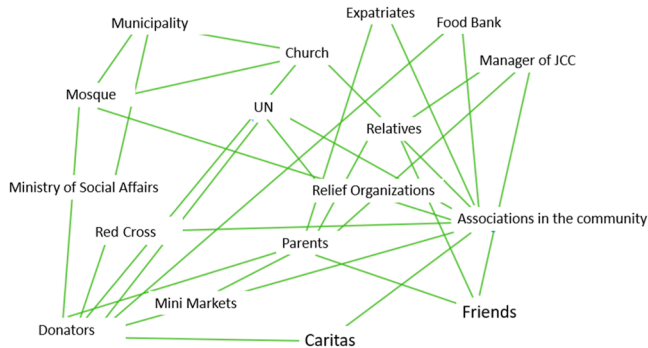 Municipality
Expatriates
Food Bank
Church
Manager of JCC
Mosque
UN
Relatives
Ministry of Social Affairs
Relief Organizations
Associations in the community
Red Cross
Parents
Mini Markets
Friends
Donators
Caritas